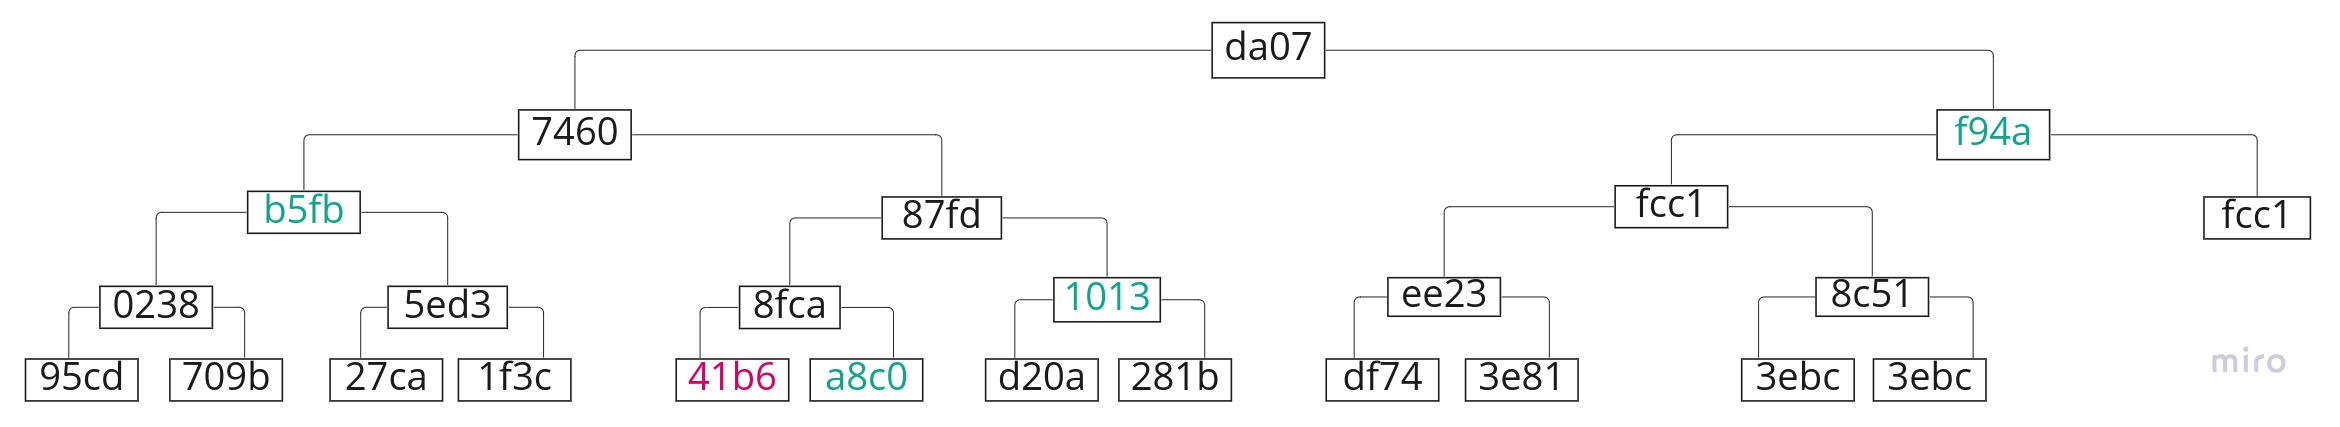 da07
7460
f94a
b5fb
87fd
fcc1
fcc1
0238
5ed3
8fca
1013
ee23
8c51
95cd
709b
27ca
1f3c
41b6
a8c0
d20a
281b
df74
3e81
3ebc
3ebc
miro